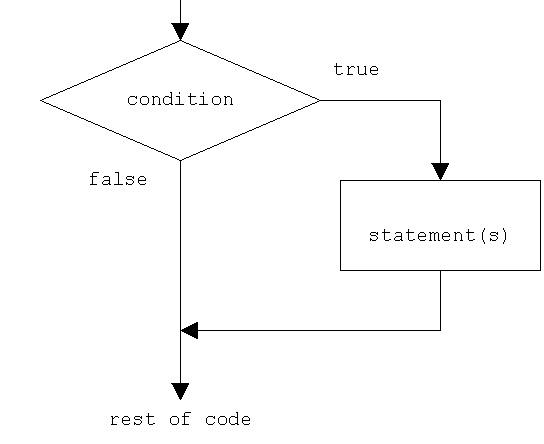 true
condition
false
statement(s)
rest of code